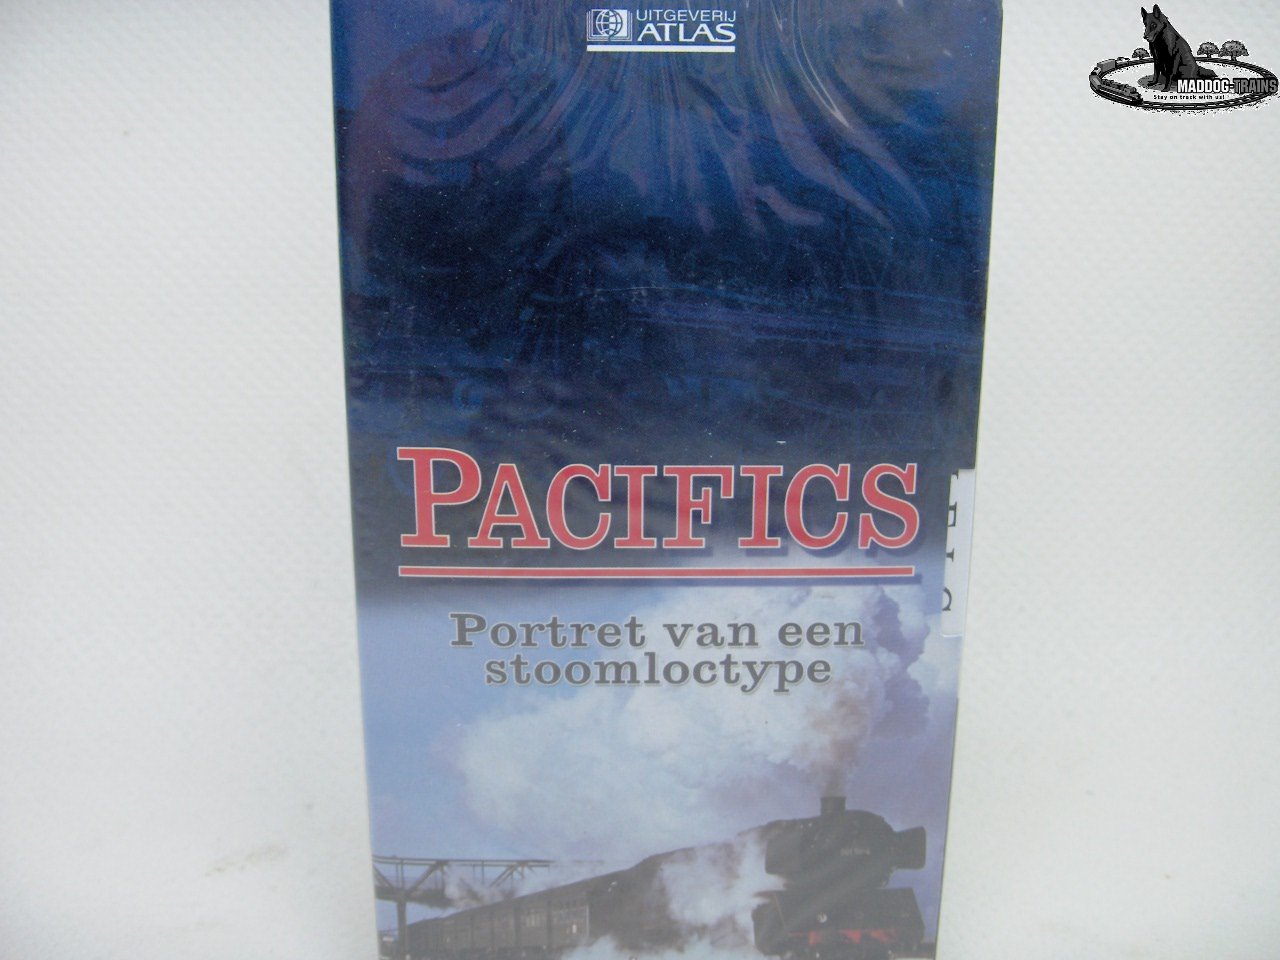 UITGEVERIJ
ATLAS
MADDOG-TRAINS
Stay on track with us!
PACIFICS
Portret van een
stoomloctype